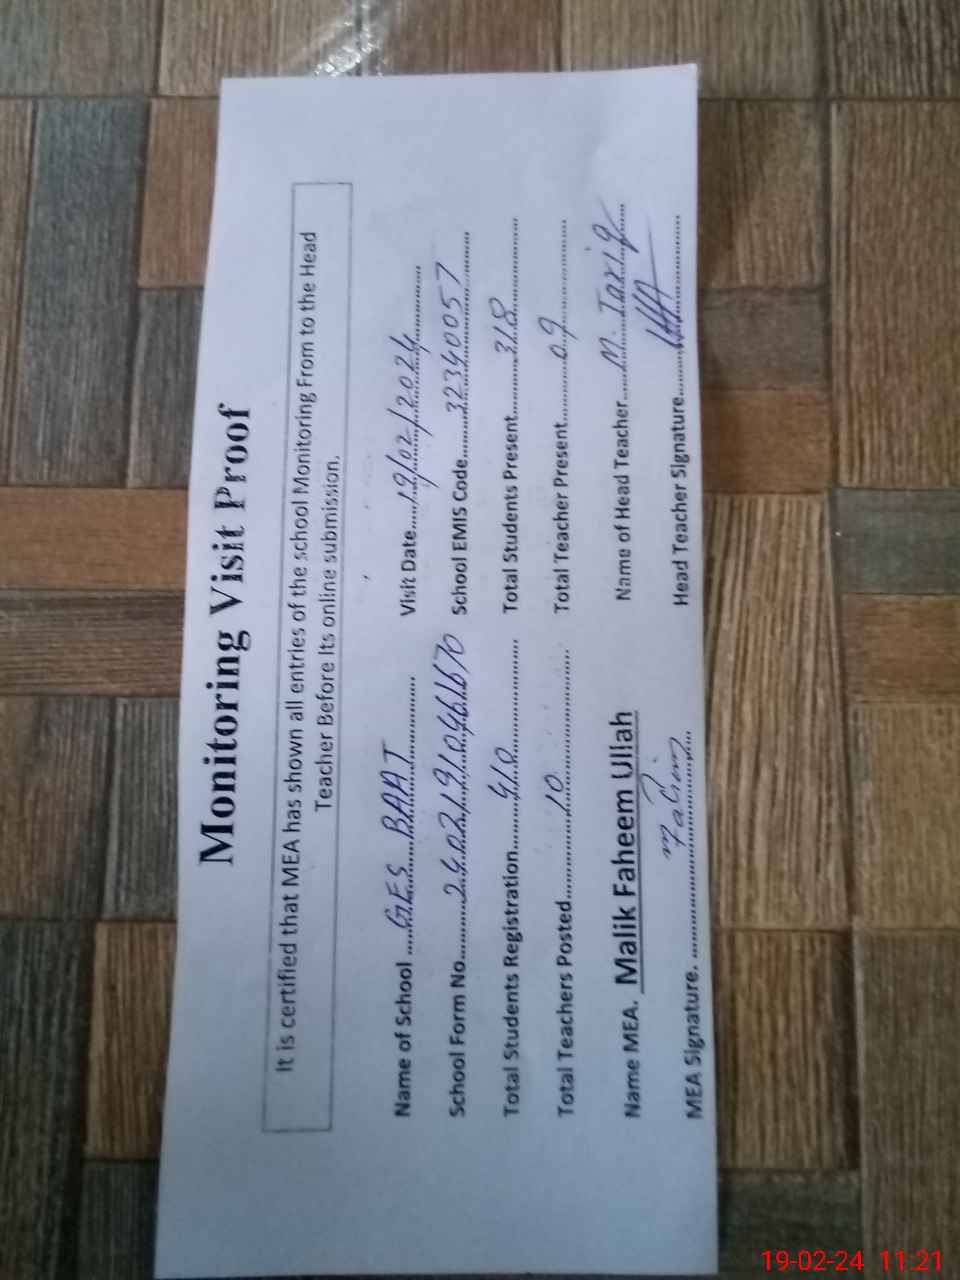 Monitoring Visit Proof
It is certified that MEA has shown all entries of the school Monitoring From to the Head
Teacher Before Its online submission.
Name of School ......GES BAAT.............. Visit Date.....19/02/2024..............
School Form No............ School EMIS Code.......32340057......
Total Students Registration.........410.................. Total Students Present.........318..................
Total Teachers Posted..............10.................. Total Teacher Present.........09..................
Name MEA. Malik Faheem Ullah Name of Head Teacher......M. Tariq......
MEA Signature. ..............Fahim........ Head Teacher Signature..............................
19-02-24 11:21